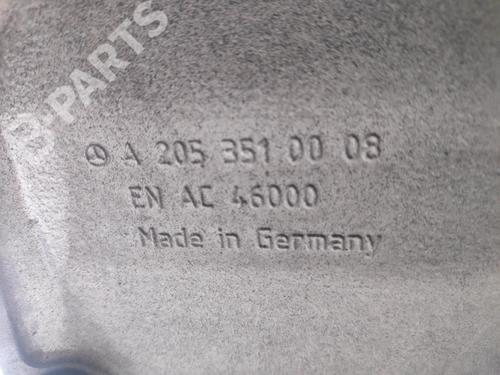 B-PARTS
A 205 351 00 08
EN AC 46000
Made in Germany